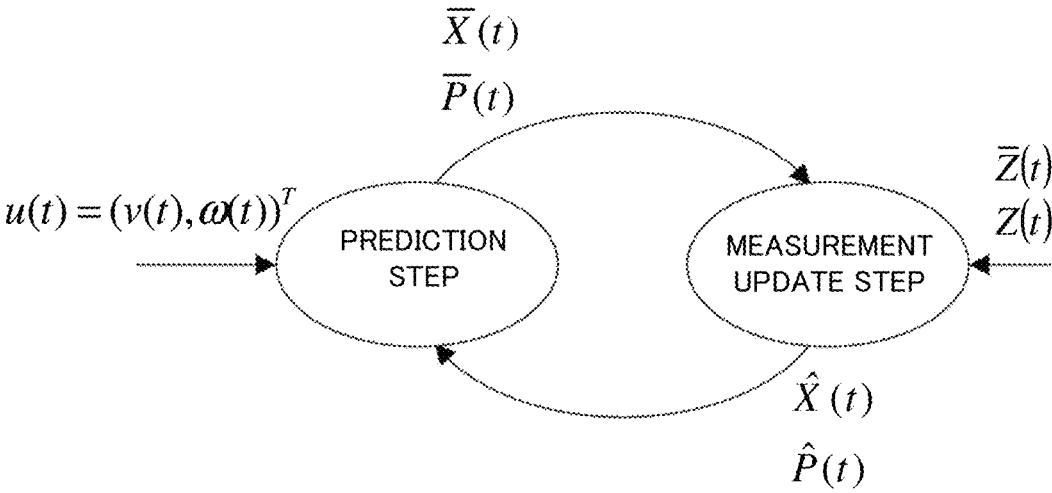 X̅(t)
P̅(t)
u(t) = (v(t), ω(t))ᵀ
PREDICTION
STEP
MEASUREMENT
UPDATE STEP
Z̅(t)
Z(t)
X̂(t)
P̂(t)